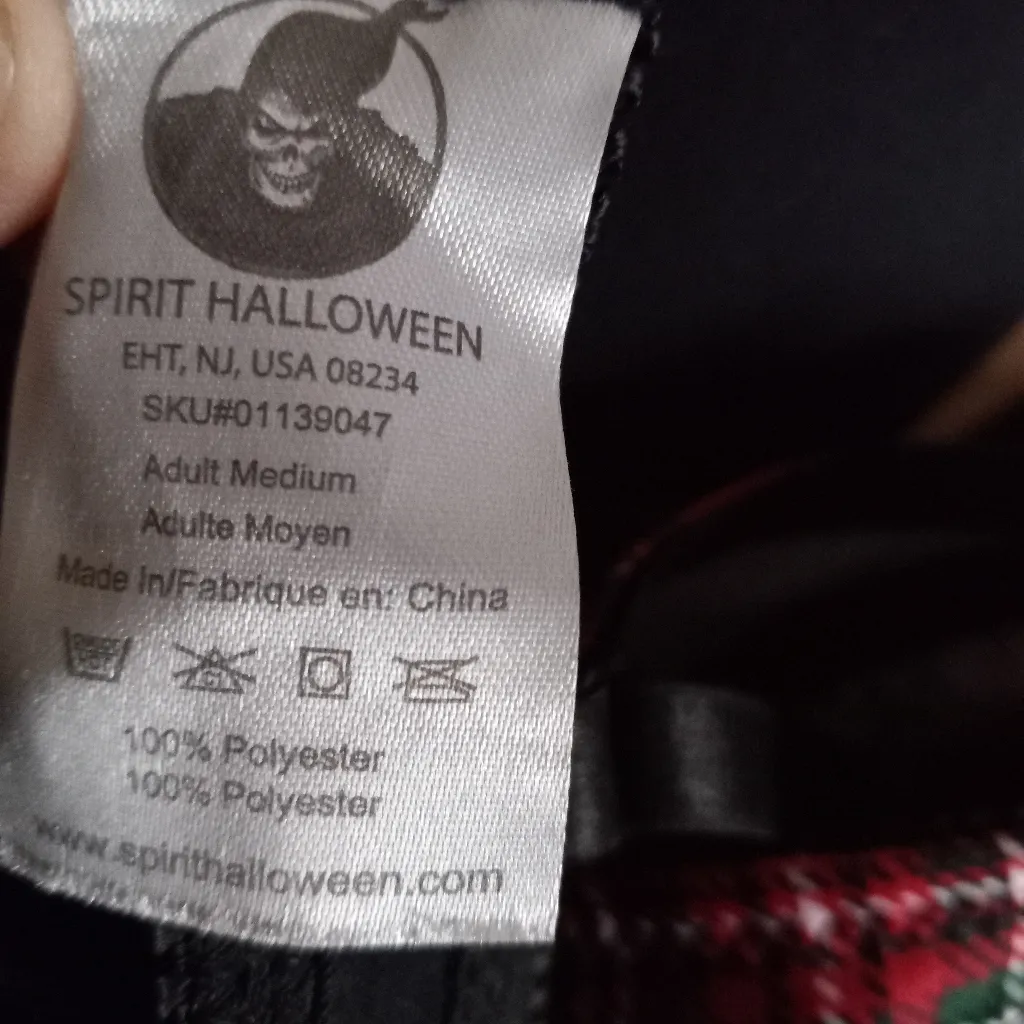 SPIRIT HALLOWEEN
EHT, NJ, USA 08234
SKU#01139047
Adult Medium
Adulte Moyen
Made In/Fabrique en: China
100% Polyester
100% Polyester
www.spirithalloween.com